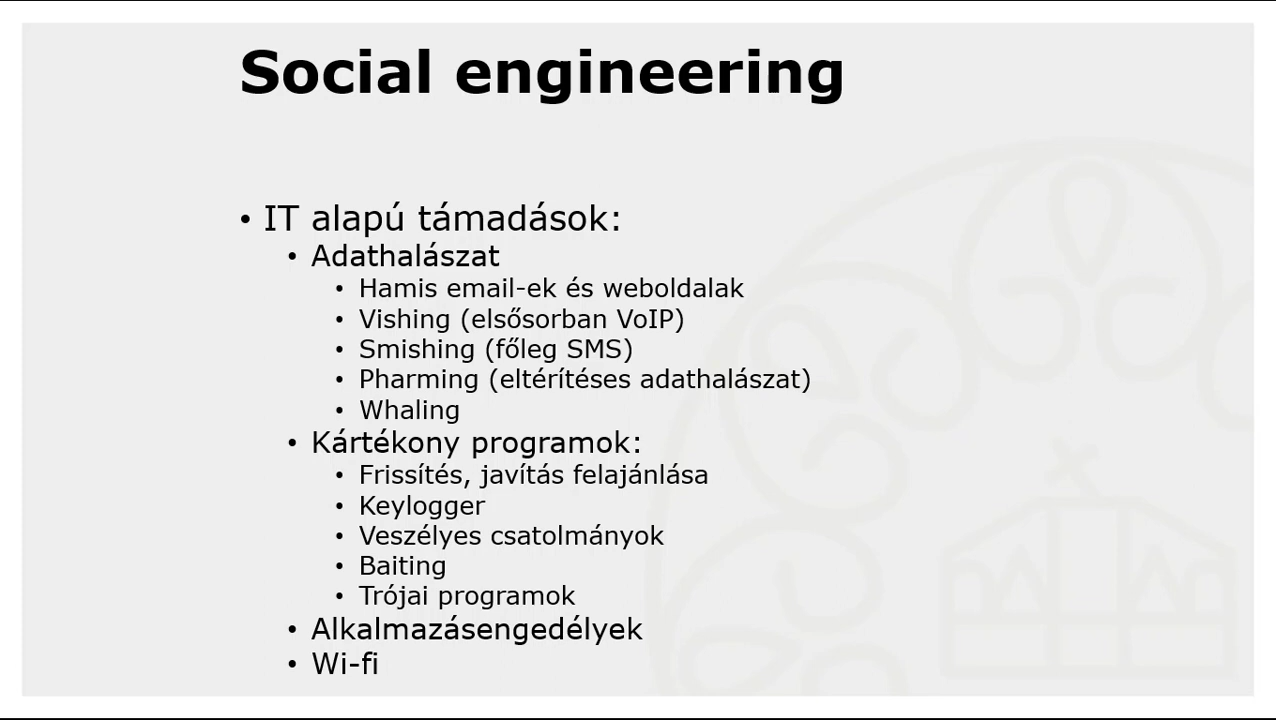 Social engineering
• IT alapú támadások:
• Adathalászat
• Hamis email-ek és weboldalak
• Vishing (elsősorban VoIP)
• Smishing (főleg SMS)
• Pharming (eltérítéses adathalászat)
• Whaling
• Kártékony programok:
• Frissítés, javítás felajánlása
• Keylogger
• Veszélyes csatolmányok
• Baiting
• Trójai programok
• Alkalmazásengedélyek
• Wi-fi